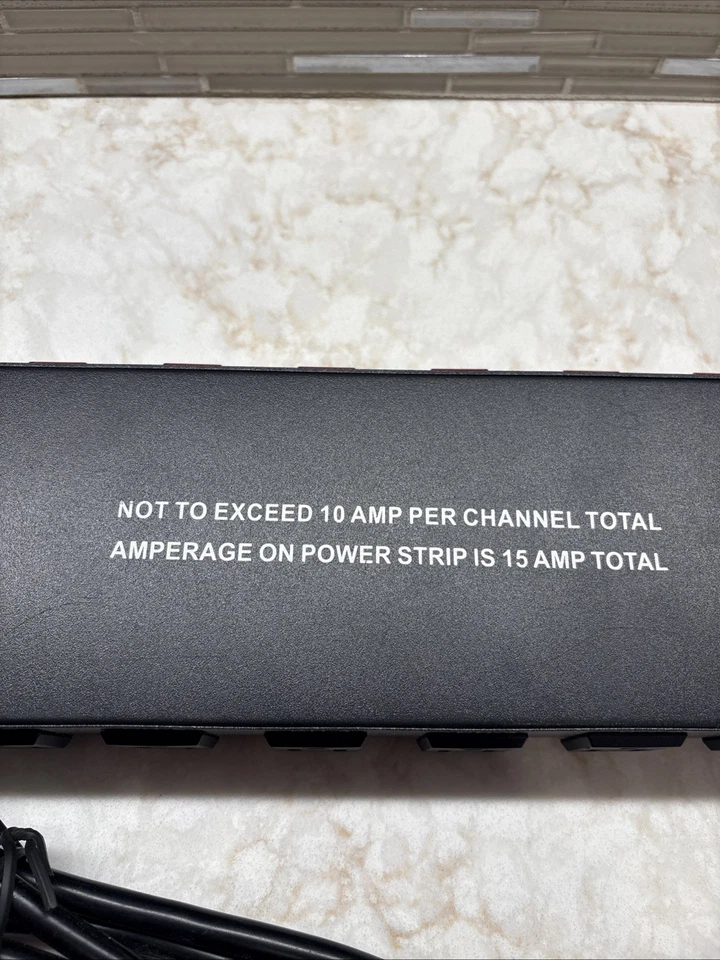 NOT TO EXCEED 10 AMP PER CHANNEL TOTAL
AMPERAGE ON POWER STRIP IS 15 AMP TOTAL